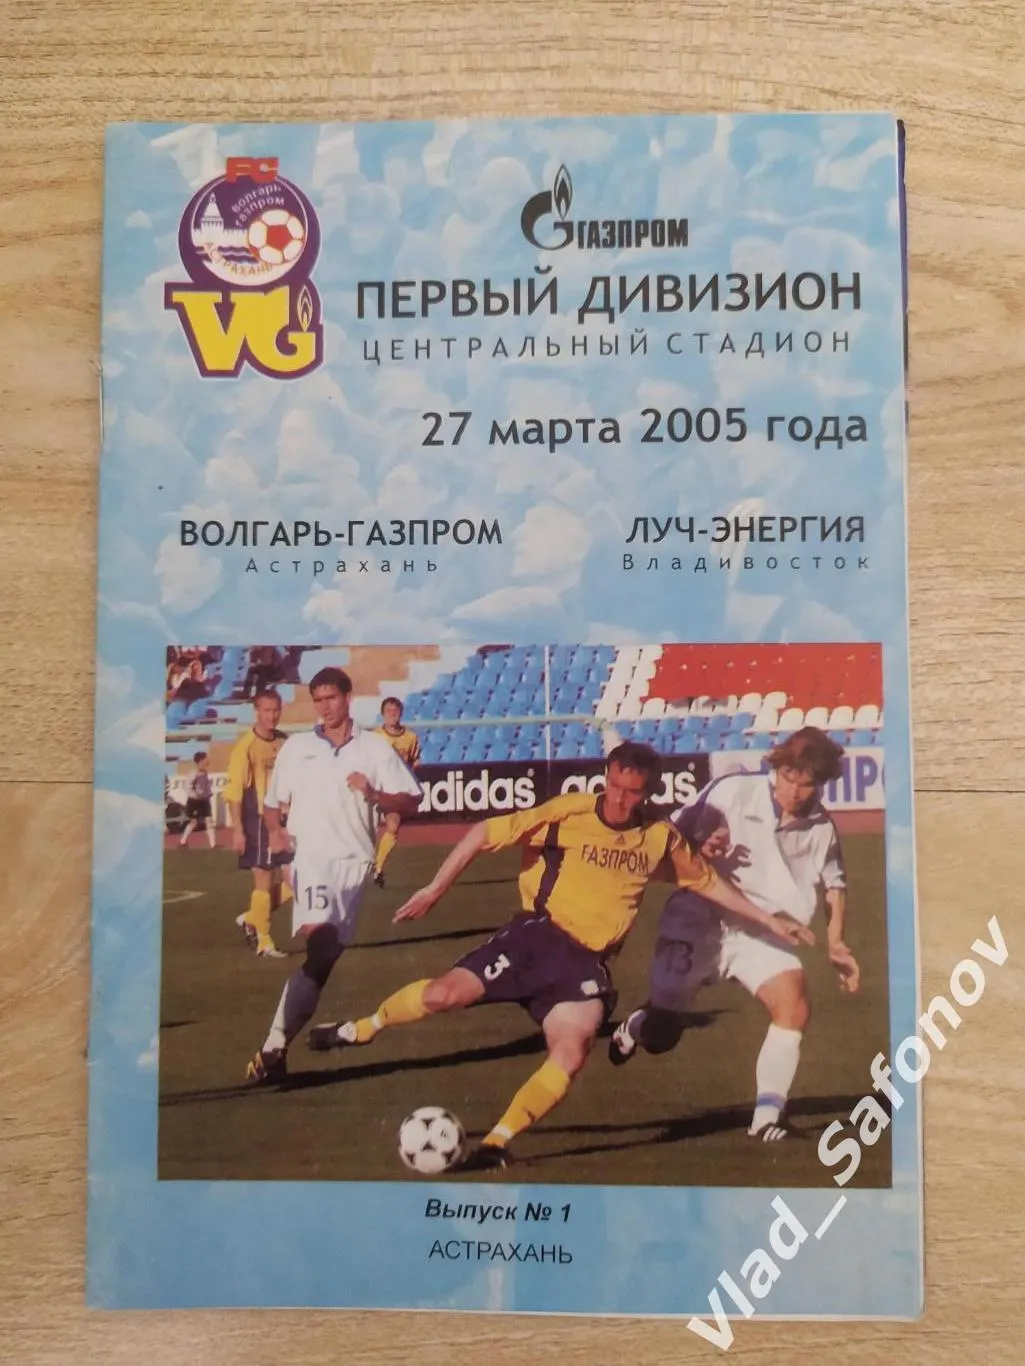 FC
Волгарь
газпром
АСТРАХАНЬ
VG
ГАЗПРОМ
ПЕРВЫЙ ДИВИЗИОН
ЦЕНТРАЛЬНЫЙ СТАДИОН
27 марта 2005 года
ВОЛГАРЬ-ГАЗПРОМ
Астрахань
ЛУЧ-ЭНЕРГИЯ
Владивосток
adidas
ГАЗПРОМ
15
3
13
Выпуск № 1
АСТРАХАНЬ
Vlad_Safonov